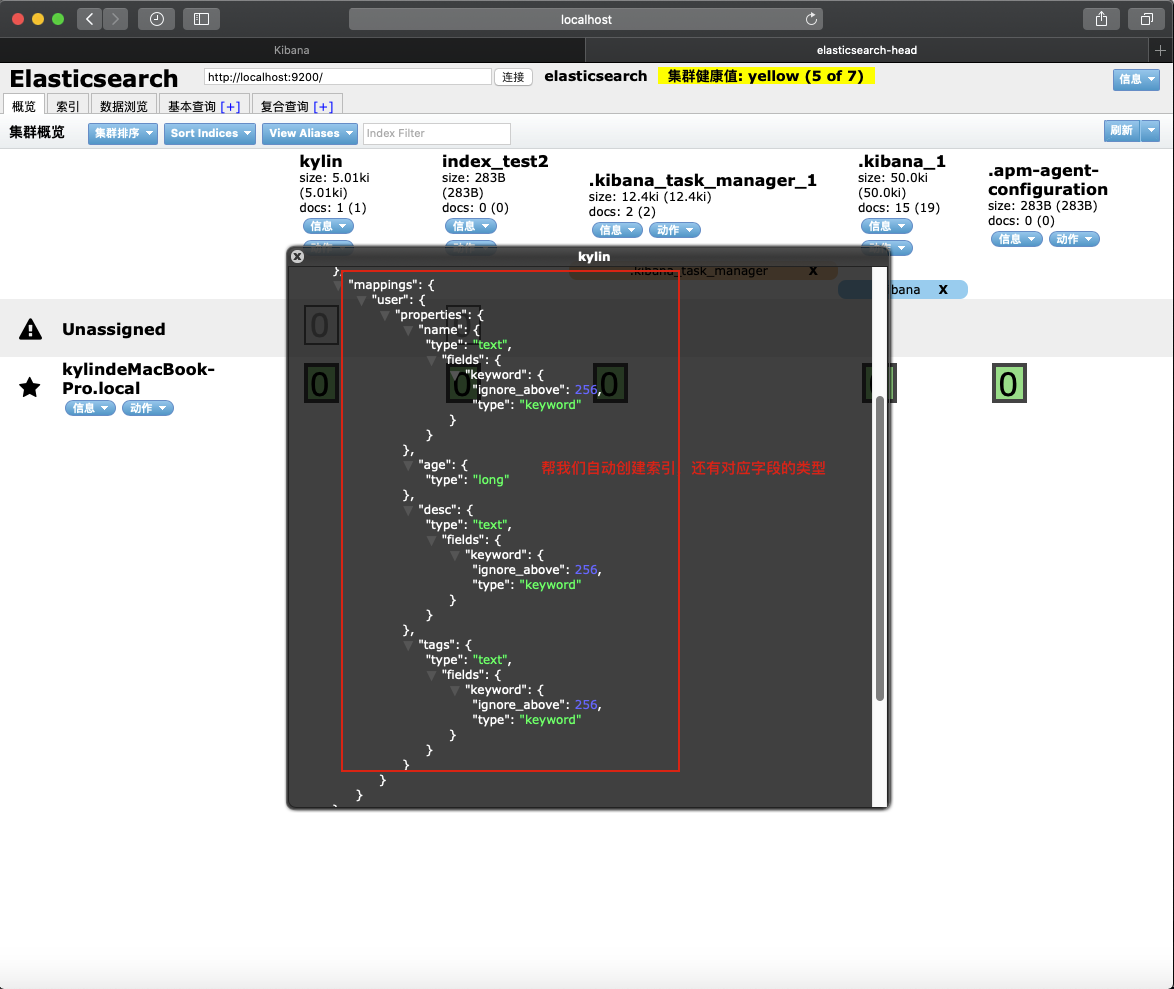 localhost
Kibana
elasticsearch-head
Elasticsearch
http://localhost:9200/
连接
elasticsearch
集群健康值: yellow (5 of 7)
信息
概览
索引
数据浏览
基本查询 [+]
复合查询 [+]
集群概览
集群排序
Sort Indices
View Aliases
Index Filter
刷新
kylin
size: 5.01ki
(5.01ki)
docs: 1 (1)
信息
动作
index_test2
size: 283B
(283B)
docs: 0 (0)
信息
动作
.kibana_task_manager_1
size: 12.4ki (12.4ki)
docs: 2 (2)
信息
动作
.kibana_1
size: 50.0ki
(50.0ki)
docs: 15 (19)
信息
动作
.apm-agent-
configuration
size: 283B (283B)
docs: 0 (0)
信息
动作
.kibana_task_manager X
bana X
Unassigned
0
0
kylindeMacBook-
Pro.local
信息
动作
0
0
0
0
0
kylin
},
"mappings": {
"user": {
"properties": {
"name": {
"type": "text",
"fields": {
"keyword": {
"ignore_above": 256,
"type": "keyword"
}
}
},
"age": {
"type": "long"
},
"desc": {
"type": "text",
"fields": {
"keyword": {
"ignore_above": 256,
"type": "keyword"
}
}
},
"tags": {
"type": "text",
"fields": {
"keyword": {
"ignore_above": 256,
"type": "keyword"
}
}
}
}
}
帮我们自动创建索引 还有对应字段的类型